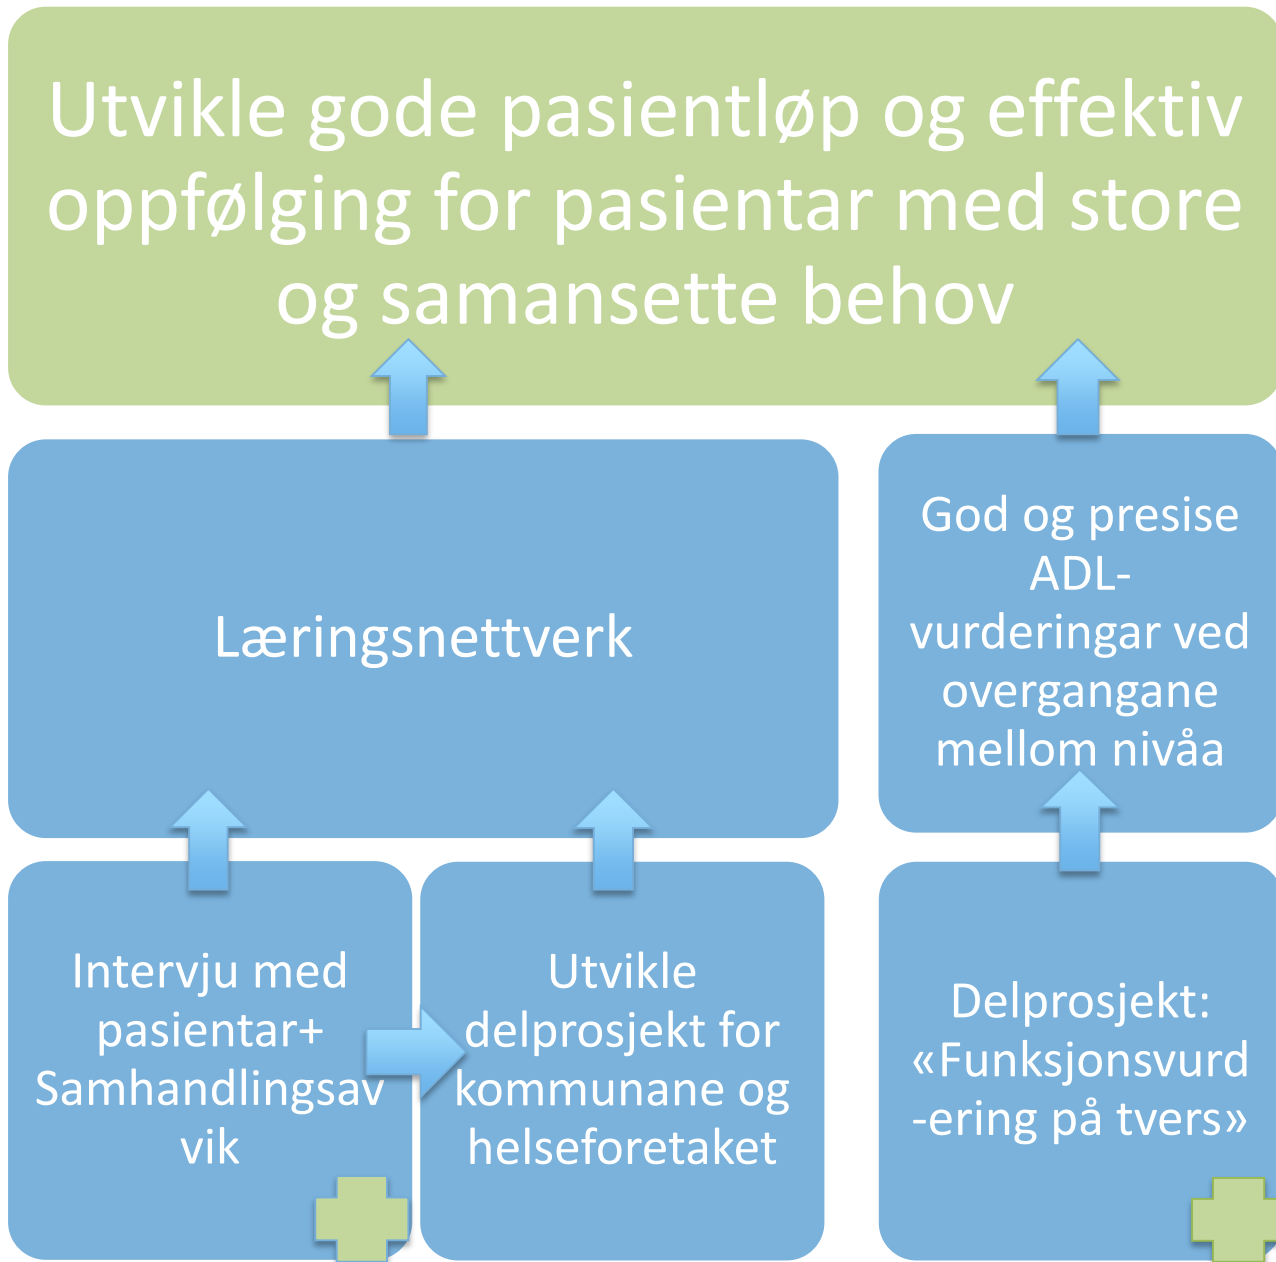 Utvikle gode pasientløp og effektiv
oppfølging for pasientar med store
og samansette behov
Læringsnettverk
God og presise
ADL-
vurderingar ved
overgangane
mellom nivåa
Intervju med
pasientar+
Samhandlingsav
vik
Utvikle
delprosjekt for
kommunane og
helseforetaket
Delprosjekt:
«Funksjonsvurd
-ering på tvers»